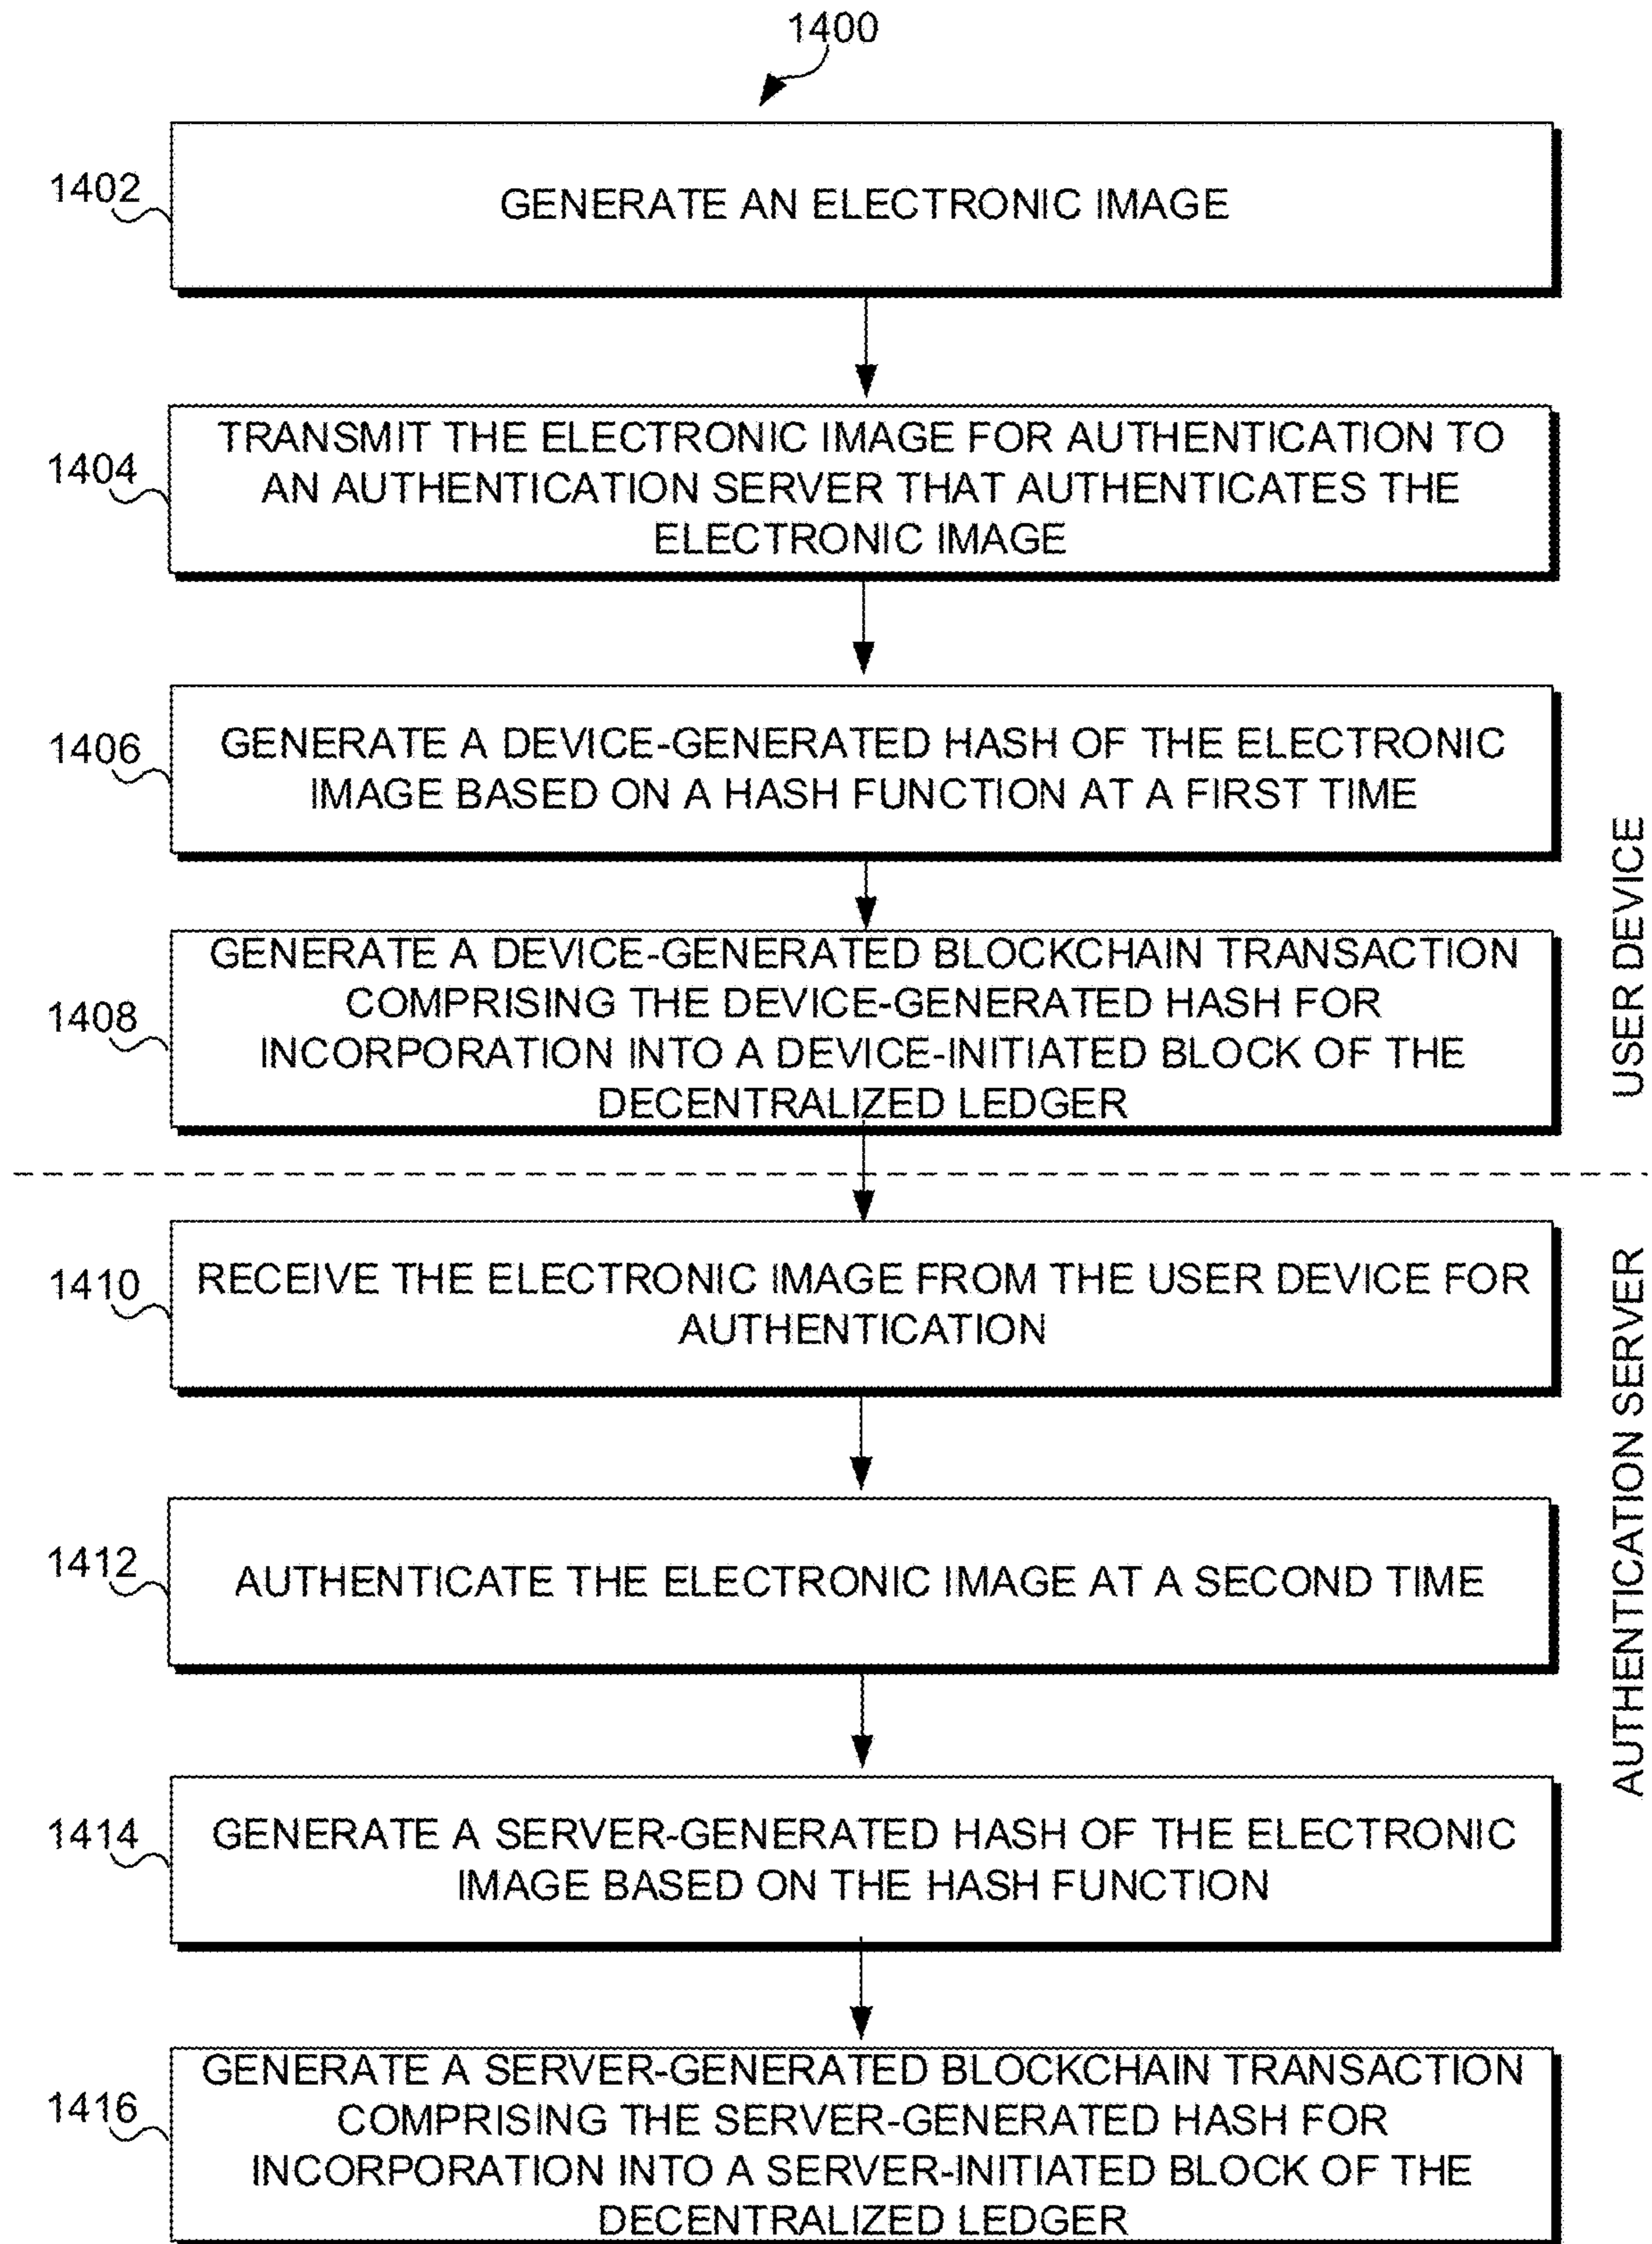 1400
1402
GENERATE AN ELECTRONIC IMAGE
1404
TRANSMIT THE ELECTRONIC IMAGE FOR AUTHENTICATION TO
AN AUTHENTICATION SERVER THAT AUTHENTICATES THE
ELECTRONIC IMAGE
1406
GENERATE A DEVICE-GENERATED HASH OF THE ELECTRONIC
IMAGE BASED ON A HASH FUNCTION AT A FIRST TIME
1408
GENERATE A DEVICE-GENERATED BLOCKCHAIN TRANSACTION
COMPRISING THE DEVICE-GENERATED HASH FOR
INCORPORATION INTO A DEVICE-INITIATED BLOCK OF THE
DECENTRALIZED LEDGER
USER DEVICE
1410
RECEIVE THE ELECTRONIC IMAGE FROM THE USER DEVICE FOR
AUTHENTICATION
1412
AUTHENTICATE THE ELECTRONIC IMAGE AT A SECOND TIME
1414
GENERATE A SERVER-GENERATED HASH OF THE ELECTRONIC
IMAGE BASED ON THE HASH FUNCTION
1416
GENERATE A SERVER-GENERATED BLOCKCHAIN TRANSACTION
COMPRISING THE SERVER-GENERATED HASH FOR
INCORPORATION INTO A SERVER-INITIATED BLOCK OF THE
DECENTRALIZED LEDGER
AUTHENTICATION SERVER